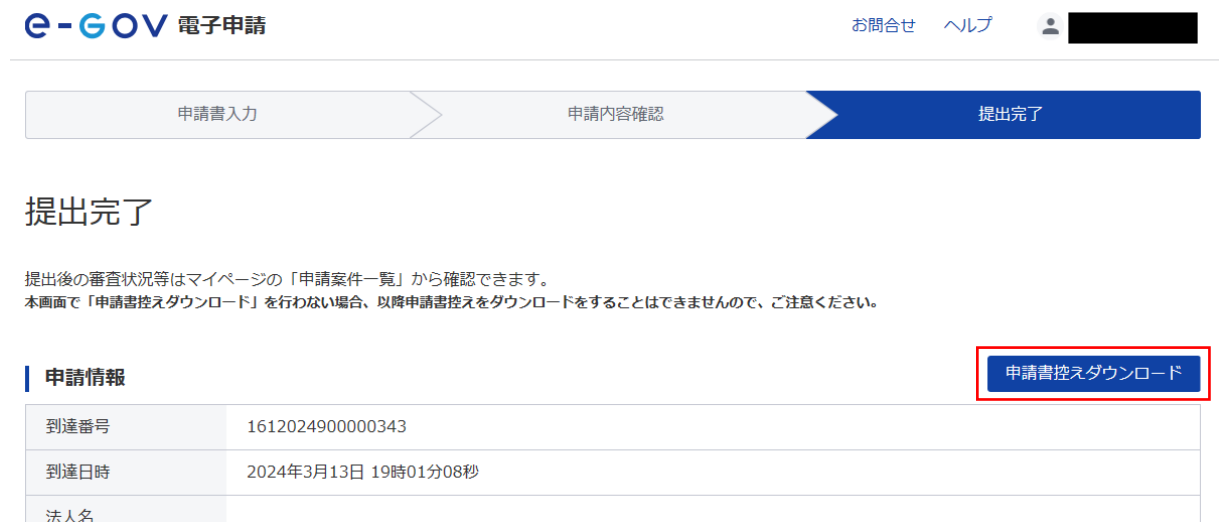 e-GOV 電子申請
お問合せ ヘルプ
申請書入力 申請内容確認 提出完了
提出完了
提出後の審査状況等はマイページの「申請案件一覧」から確認できます。
本画面で「申請書控えダウンロード」を行わない場合、以降申請書控えをダウンロードをすることはできませんので、ご注意ください。
申請情報
申請書控えダウンロード
到達番号 1612024900000343
到達日時 2024年3月13日 19時01分08秒
法人名